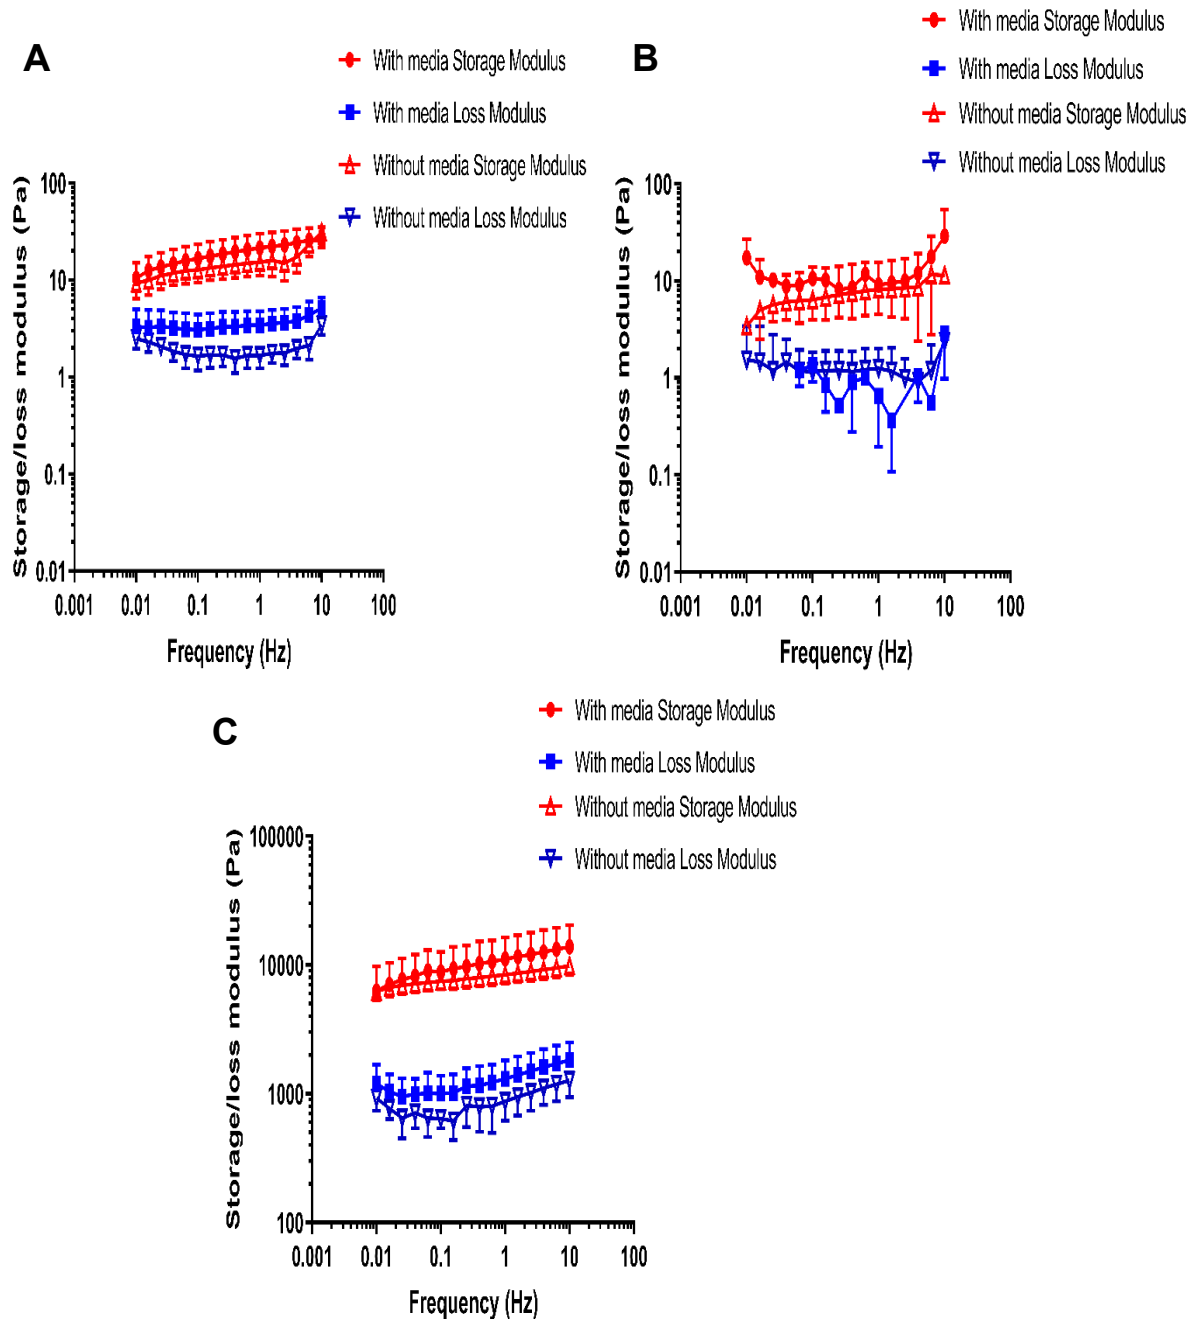 A
With media Storage Modulus
With media Loss Modulus
Without media Storage Modulus
Without media Loss Modulus
Storage/loss modulus (Pa)
100
10
1
0.1
0.01
0.001 0.01 0.1 1 10 100
Frequency (Hz)
B
With media Storage Modulus
With media Loss Modulus
Without media Storage Modulus
Without media Loss Modulus
Storage/loss modulus (Pa)
100
10
1
0.1
0.01
0.001 0.01 0.1 1 10 100
Frequency (Hz)
C
With media Storage Modulus
With media Loss Modulus
Without media Storage Modulus
Without media Loss Modulus
Storage/loss modulus (Pa)
100000
10000
1000
100
0.001 0.01 0.1 1 10 100
Frequency (Hz)